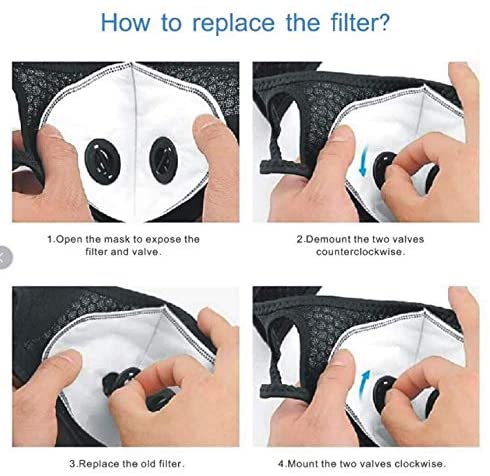 How to replace the filter?
1.Open the mask to expose the
filter and valve.
2.Demount the two valves
counterclockwise.
3.Replace the old filter.
4.Mount the two valves clockwise.